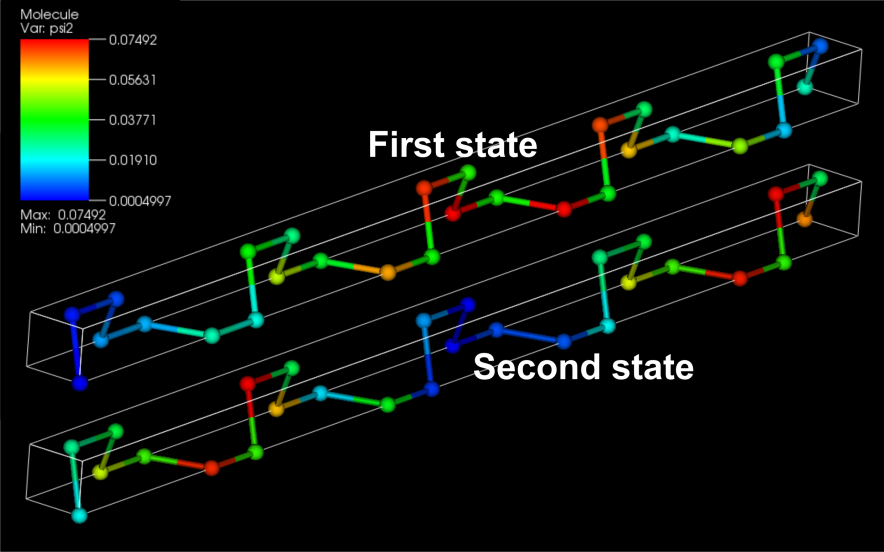 Molecule
Var: psi2
0.07492
0.05631
0.03771
0.01910
0.0004997
Max: 0.07492
Min: 0.0004997
First state
Second state